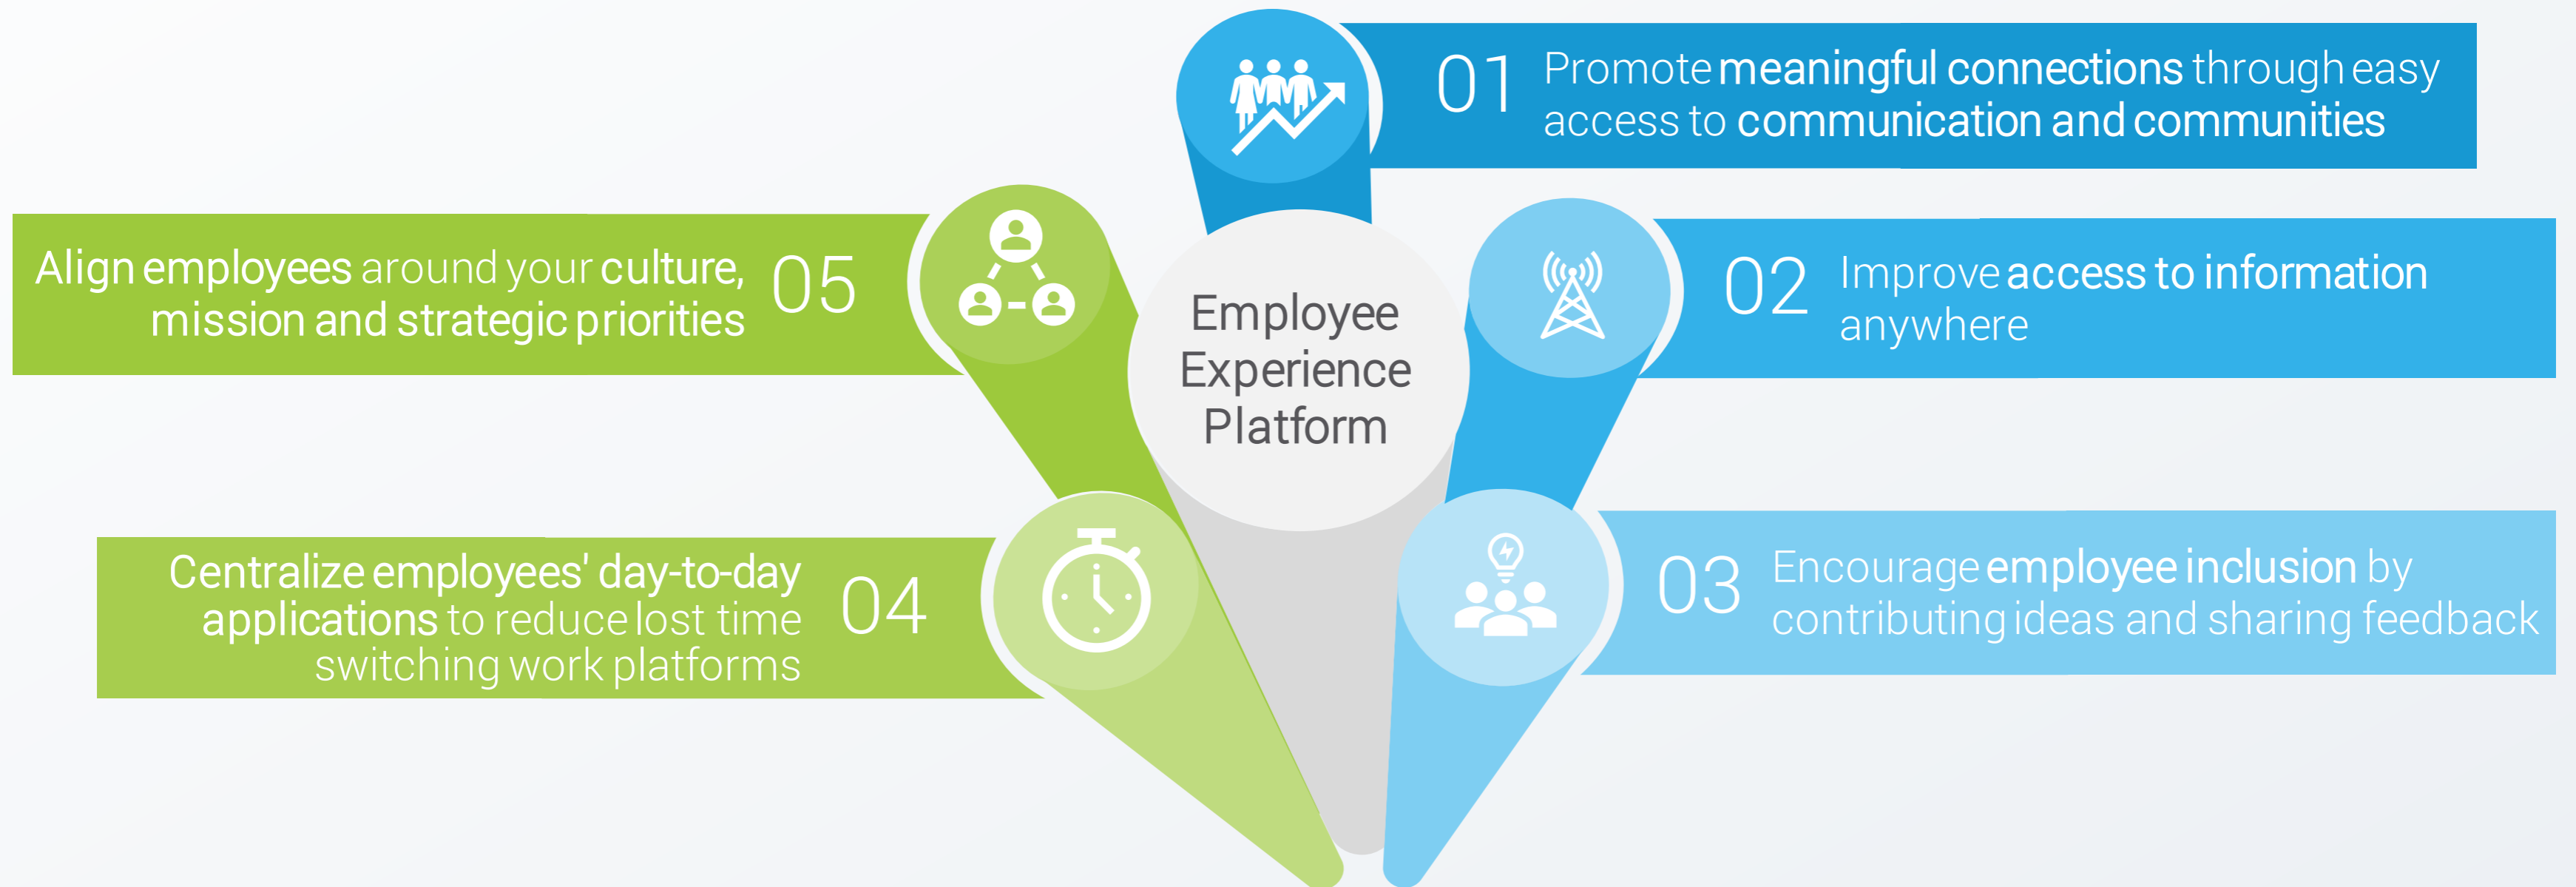 Employee
Experience
Platform
01
Promote meaningful connections through easy
access to communication and communities
02
Improve access to information
anywhere
03
Encourage employee inclusion by
contributing ideas and sharing feedback
04
Centralize employees' day-to-day
applications to reduce lost time
switching work platforms
05
Align employees around your culture,
mission and strategic priorities